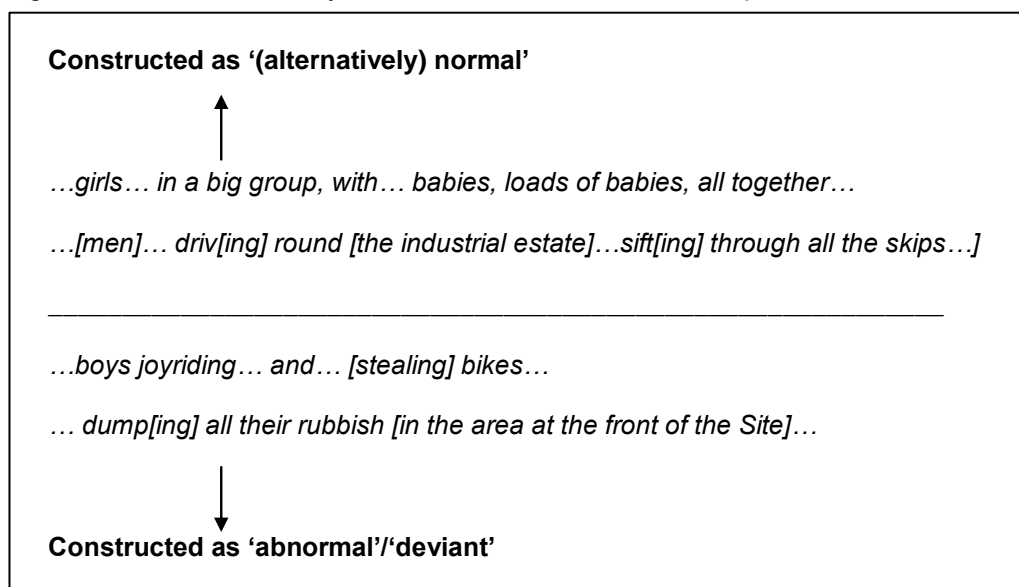 Constructed as ‘(alternatively) normal’
…girls… in a big group, with… babies, loads of babies, all together…
…[men]… driv[ing] round [the industrial estate]…sift[ing] through all the skips…]
…boys joyriding… and… [stealing] bikes…
… dump[ing] all their rubbish [in the area at the front of the Site]…
Constructed as ‘abnormal’/‘deviant’